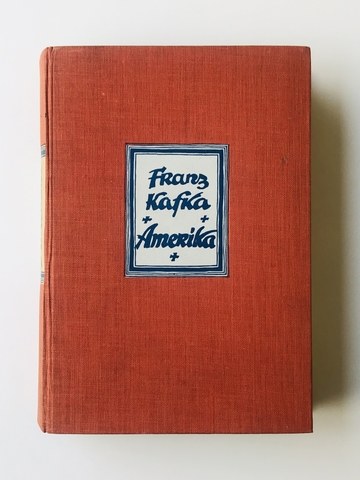 Franz
Kafka
+ +
Amerika
+